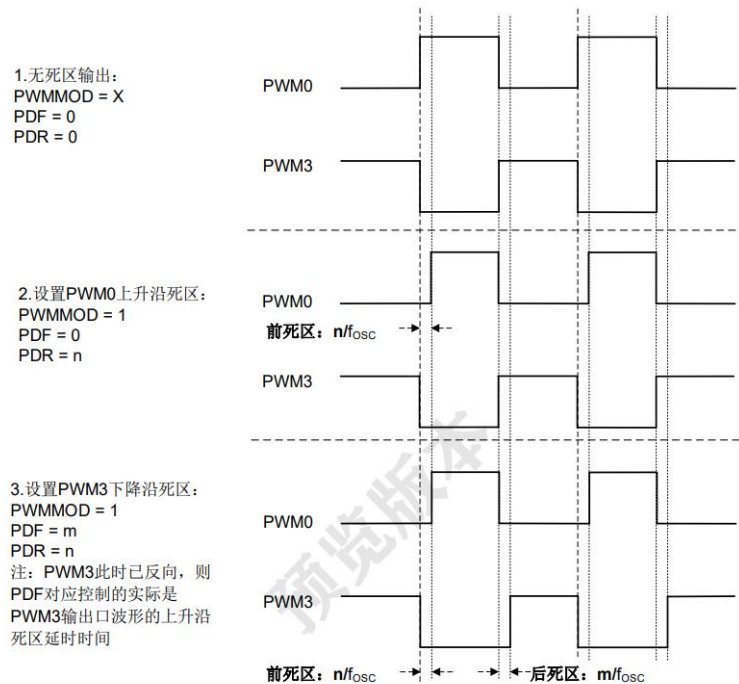 1.无死区输出：
PWMMOD = X
PDF = 0
PDR = 0
PWM0
PWM3
2.设置PWM0上升沿死区：
PWMMOD = 1
PDF = 0
PDR = n
PWM0
前死区：n/fOSC
PWM3
3.设置PWM3下降沿死区：
PWMMOD = 1
PDF = m
PDR = n
注：PWM3此时已反向，则
PDF对应控制的实际是
PWM3输出口波形的上升沿
死区延时时间
PWM0
PWM3
前死区：n/fOSC
后死区：m/fOSC
预览版本